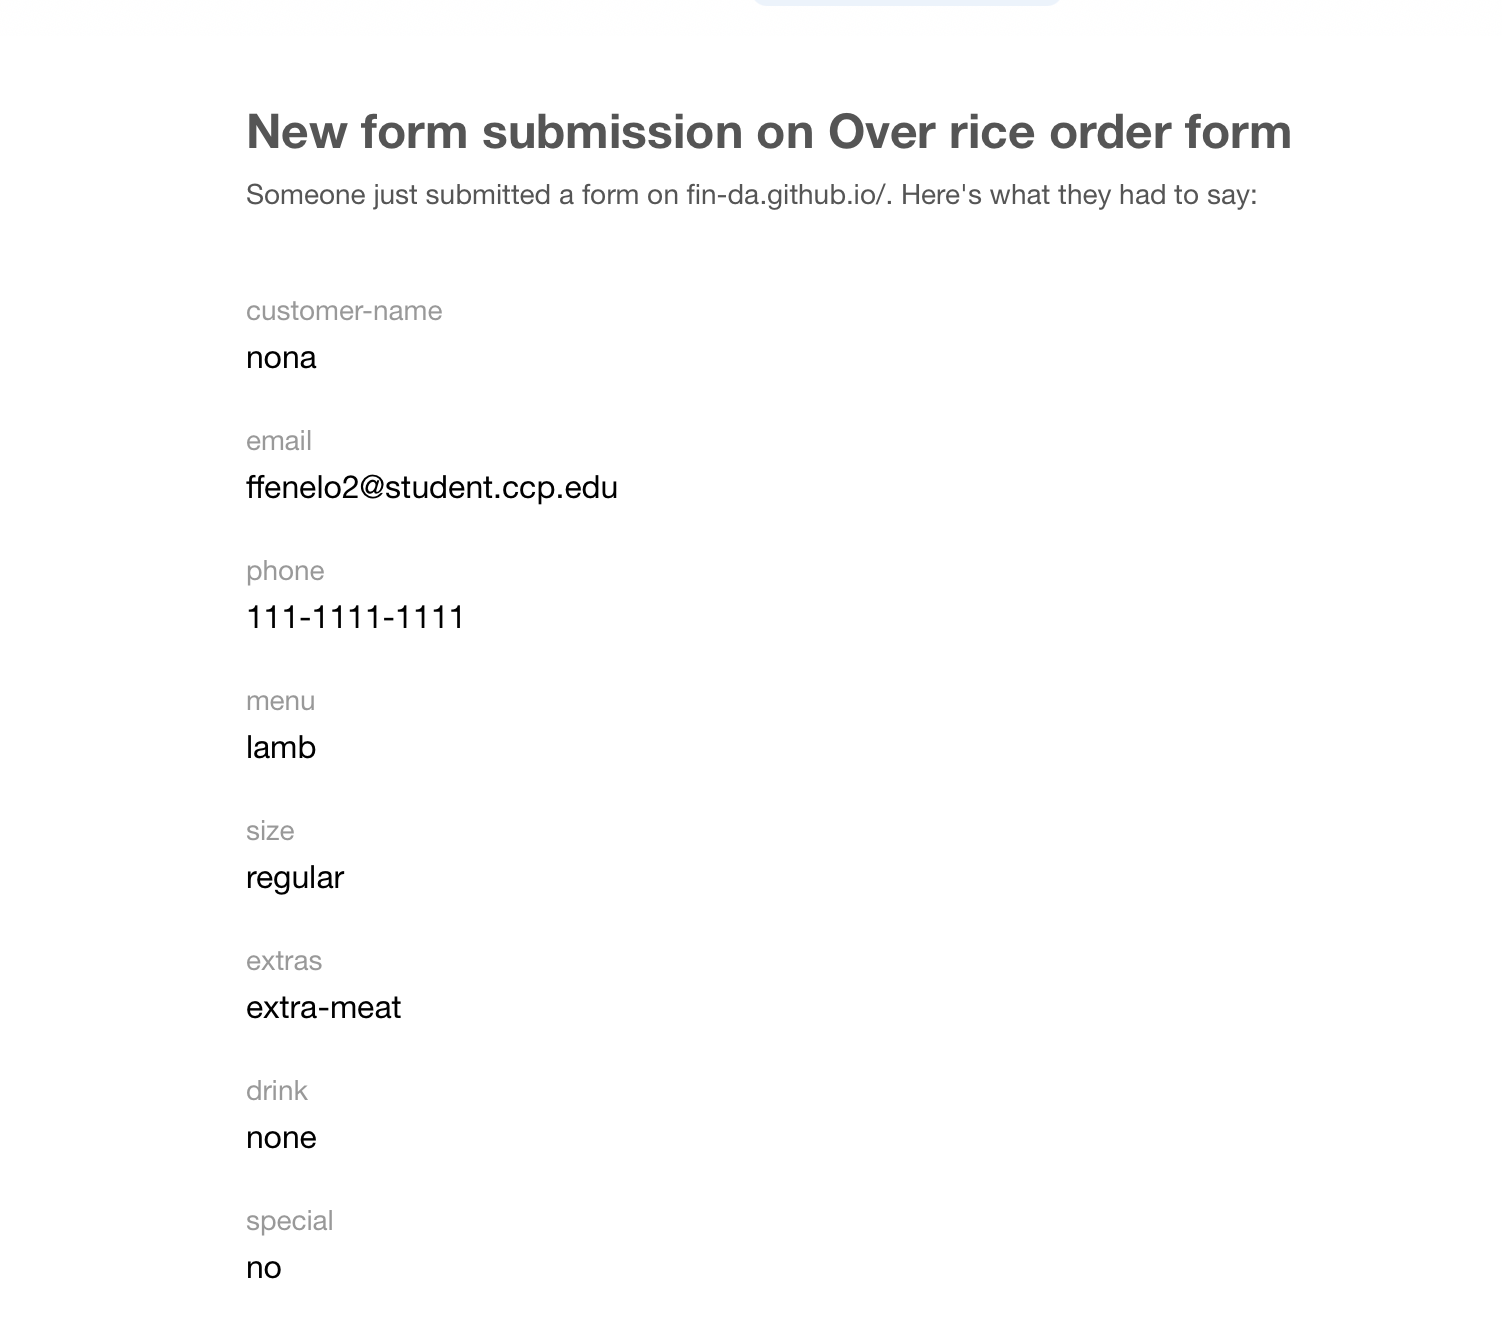 New form submission on Over rice order form
Someone just submitted a form on fin-da.github.io/. Here's what they had to say:
customer-name
nona
email
ffenelo2@student.ccp.edu
phone
111-1111-1111
menu
lamb
size
regular
extras
extra-meat
drink
none
special
no